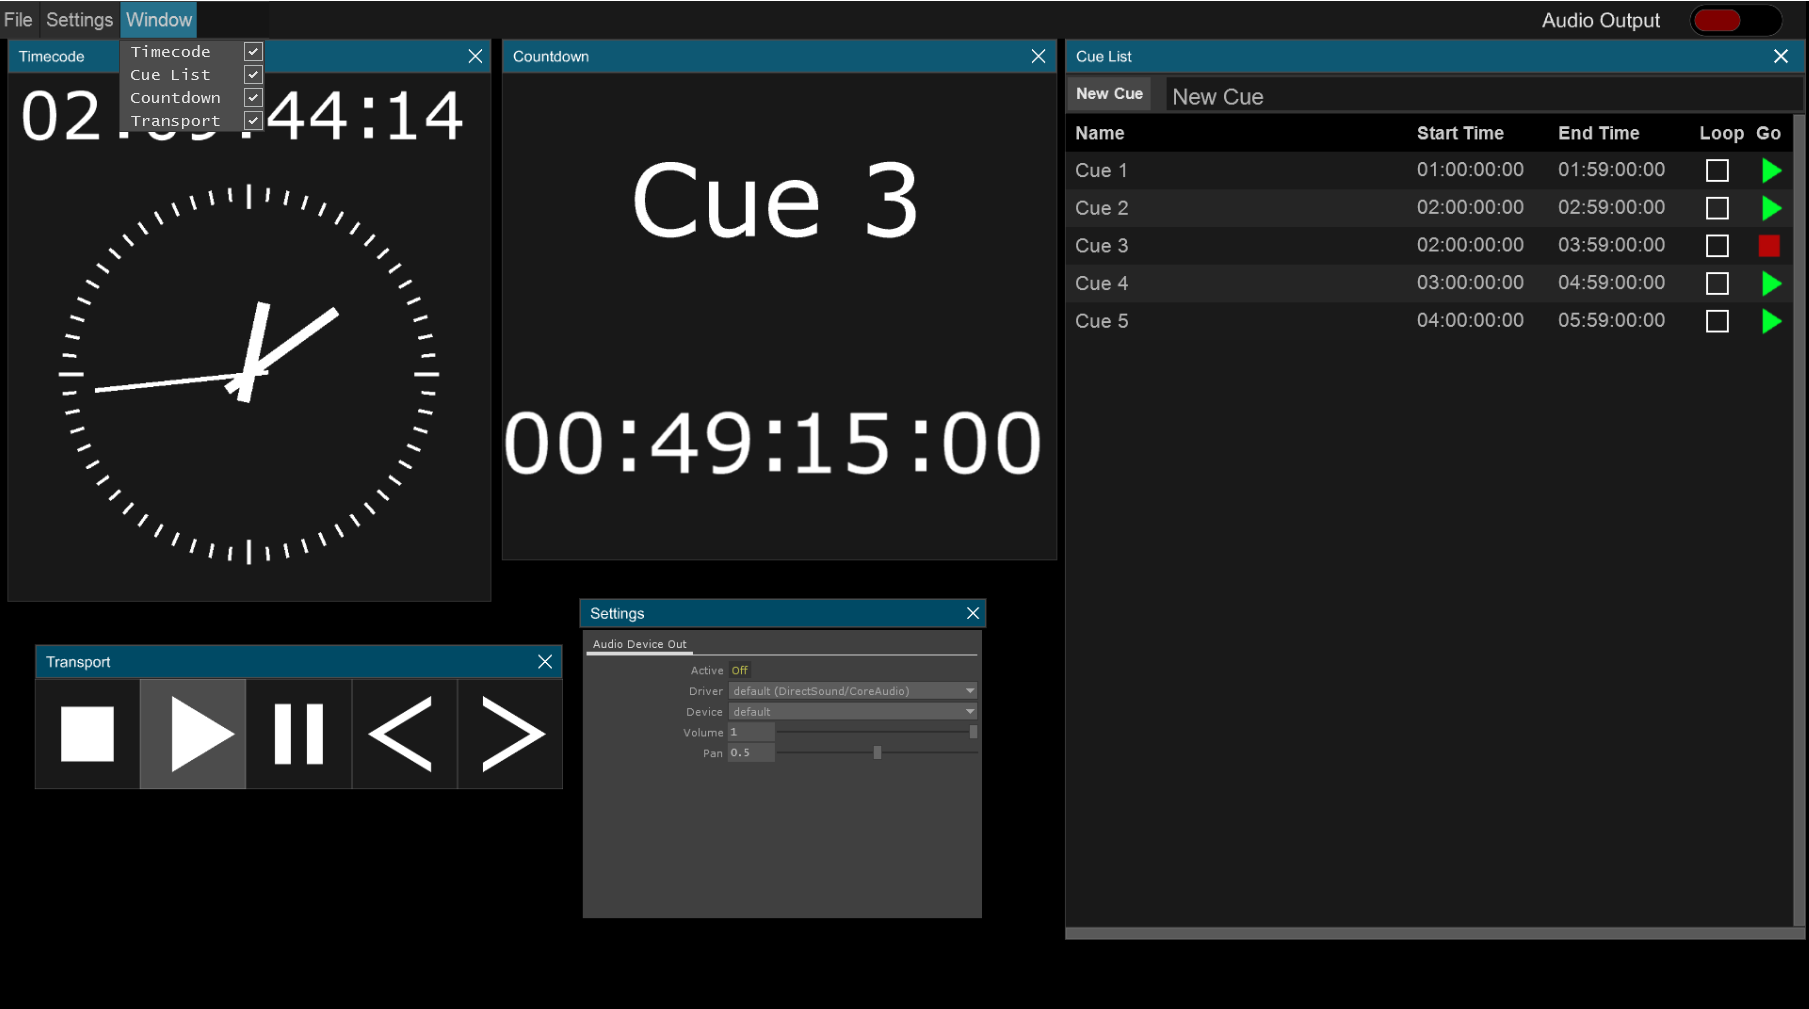 File Settings Window Audio Output
Timecode
Timecode
Cue List
Countdown
Transport
02:09:44:14
Countdown
Cue 3
00:49:15:00
Cue List
New Cue New Cue
Name Start Time End Time Loop Go
Cue 1 01:00:00:00 01:59:00:00
Cue 2 02:00:00:00 02:59:00:00
Cue 3 02:00:00:00 03:59:00:00
Cue 4 03:00:00:00 04:59:00:00
Cue 5 04:00:00:00 05:59:00:00
Transport
Settings
Audio Device Out
Active Off
Driver default (DirectSound/CoreAudio)
Device default
Volume 1
Pan 0.5